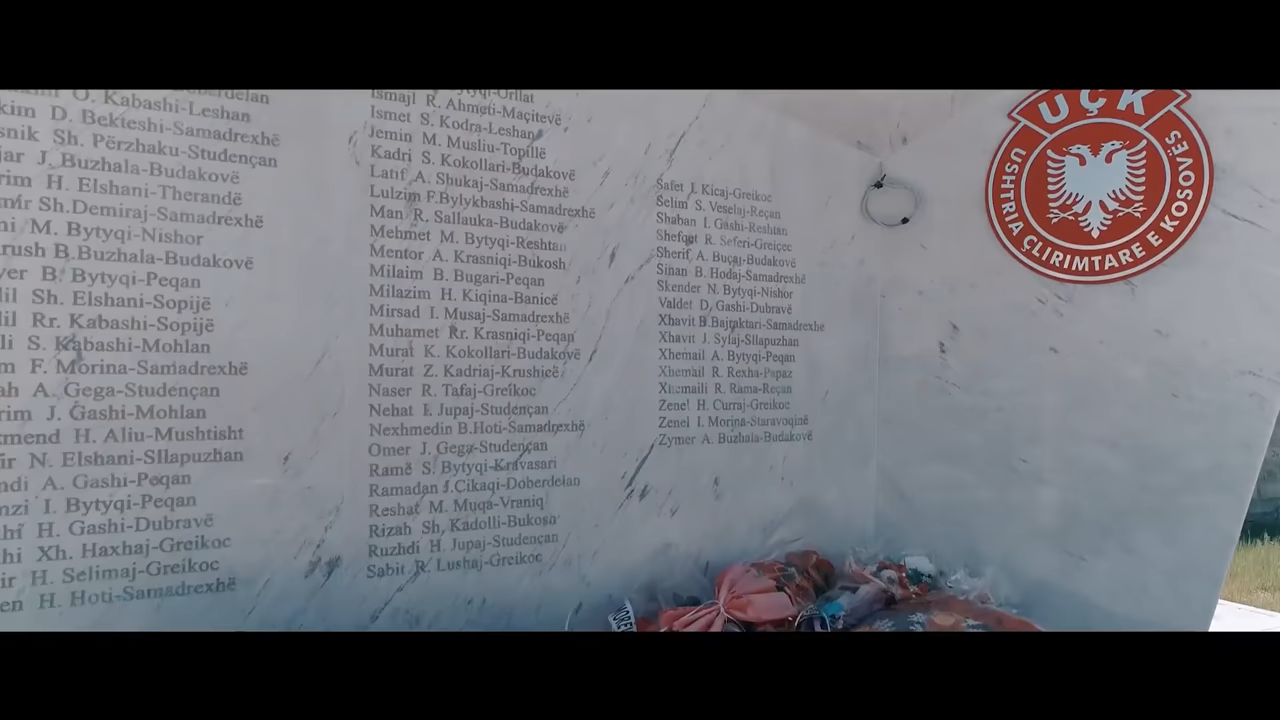 O. Kabashi-Leshan
D. Bekteshi-Samadrexhë
Sh. Përzhaku-Studençan
J. Buzhala-Budakovë
H. Elshani-Therandë
Sh.Demiraj-Samadrexhë
M. Bytyqi-Nishor
B.Buzhala-Budakovë
B. Bytyqi-Peqan
Sh. Elshani-Sopijë
Rr. Kabashi-Sopijë
S. Kabashi-Mohlan
F. Morina-Samadrexhë
A. Gega-Studençan
J. Gashi-Mohlan
H. Aliu-Mushtisht
N. Elshani-Sllapuzhan
A. Gashi-Peqan
I. Bytyqi-Peqan
H. Gashi-Dubravë
Xh. Haxhaj-Greikoc
H. Selimaj-Greikoc
H. Hoti-Samadrexhë
Ismajl R. Ahmeti-Maçitevë
Ismet S. Kodra-Leshan
Jemin M. Musliu-Topillë
Kadri S. Kokollari-Budakovë
Latif A. Shukaj-Samadrexhë
Lulzim F.Bylykbashi-Samadrexhë
Man R. Sallauka-Budakovë
Mehmet M. Bytyqi-Reshtan
Mentor A. Krasniqi-Bukosh
Milaim B. Bugari-Peqan
Milazim H. Kiqina-Banicë
Mirsad I. Musaj-Samadrexhë
Muhamet Rr. Krasniqi-Peqan
Murat K. Kokollari-Budakovë
Murat Z. Kadriaj-Krushicë
Naser R. Tafaj-Greikoc
Nehat I. Jupaj-Studençan
Nexhmedin B.Hoti-Samadrexhë
Omer J. Gega-Studençan
Ramë S. Bytyqi-Kravasari
Ramadan J.Cikaqi-Doberdelan
Reshat M. Muqa-Vraniq
Rizah Sh. Kadolli-Bukosh
Ruzhdi H. Jupaj-Studençan
Sabit R. Lushaj-Greikoc
Safet I. Kicaj-Greikoc
Selim S. Veselaj-Reçan
Shaban I. Gashi-Reshtan
Shefqet R. Seferi-Greiçec
Sherif A. Buçaj-Budakovë
Sinan B. Hodaj-Samadrexhë
Skender N. Bytyqi-Nishor
Valdet D. Gashi-Dubravë
Xhavit B.Bajraktari-Samadrexhe
Xhavit J. Sylaj-Sllapuzhan
Xhemail A. Bytyqi-Peqan
Xhemail R. Rexha-Papaz
Xhemaili R. Rama-Reçan
Zenel H. Curraj-Greikoc
Zenel I. Morina-Staravoqinë
Zymer A. Buzhala-Budakovë
UÇK
USHTRIA ÇLIRIMTARE E KOSOVËS